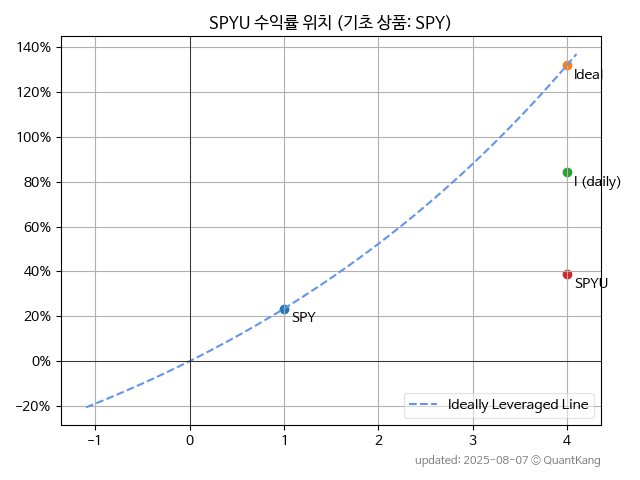 SPYU 수익률 위치 (기초 상품: SPY)
140%
120%
100%
80%
60%
40%
20%
0%
−20%
Ideal
I (daily)
SPYU
SPY
Ideally Leveraged Line
−1 0 1 2 3 4
updated: 2025-08-07 © QuantKang